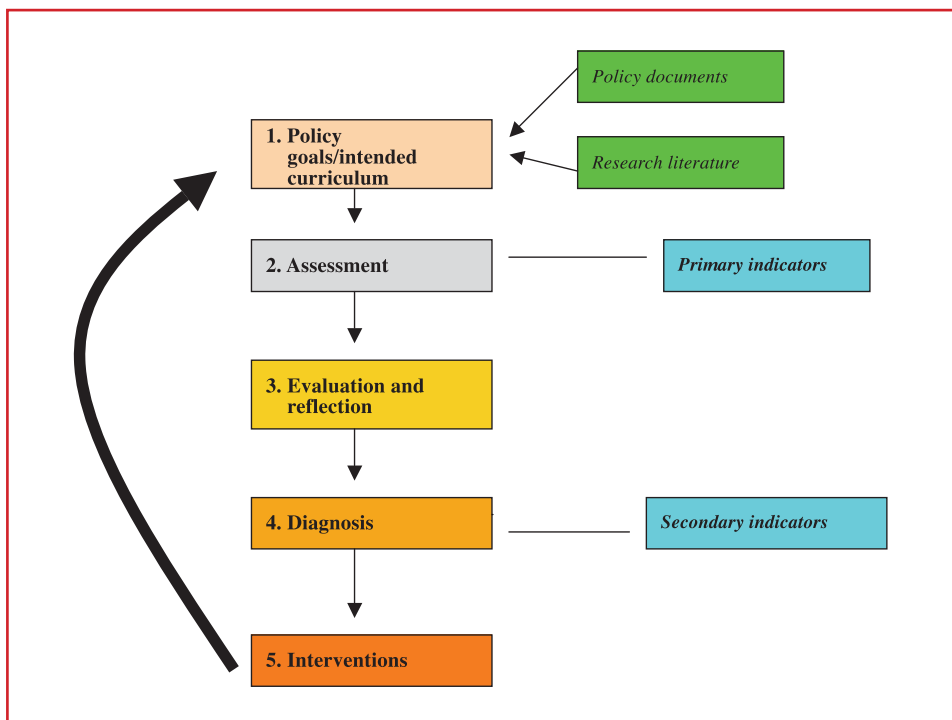 Policy documents
1. Policy
goals/intended
curriculum
Research literature
2. Assessment
Primary indicators
3. Evaluation and
reflection
4. Diagnosis
Secondary indicators
5. Interventions